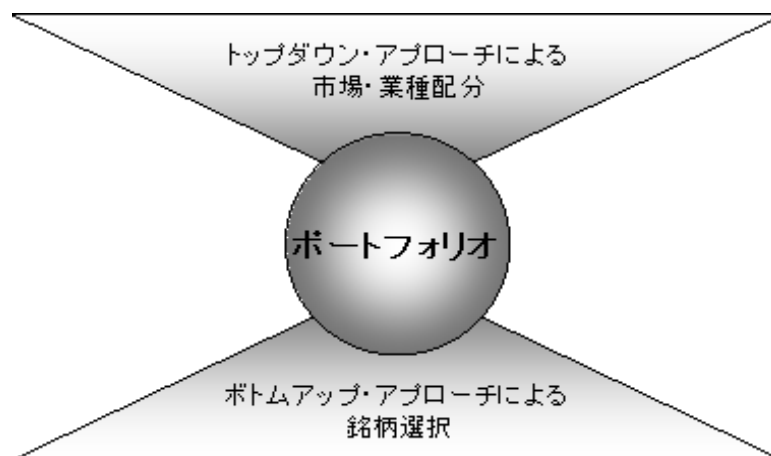 トップダウン・アプローチによる
市場・業種配分
ポートフォリオ
ボトムアップ・アプローチによる
銘柄選択